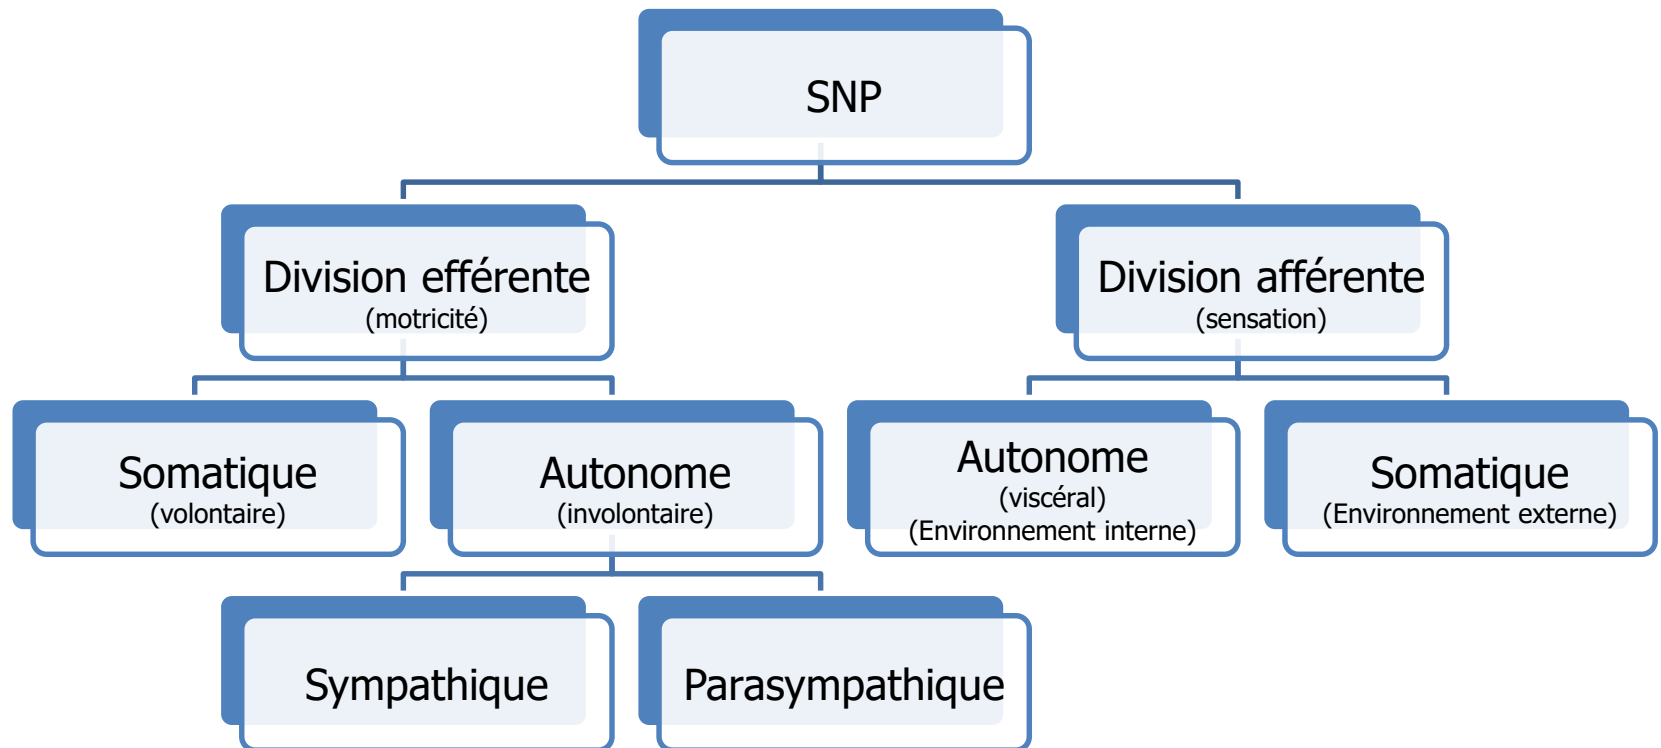 SNP
Division efférente
(motricité)
Division afférente
(sensation)
Somatique
(volontaire)
Autonome
(involontaire)
Autonome
(viscéral)
(Environnement interne)
Somatique
(Environnement externe)
Sympathique
Parasympathique